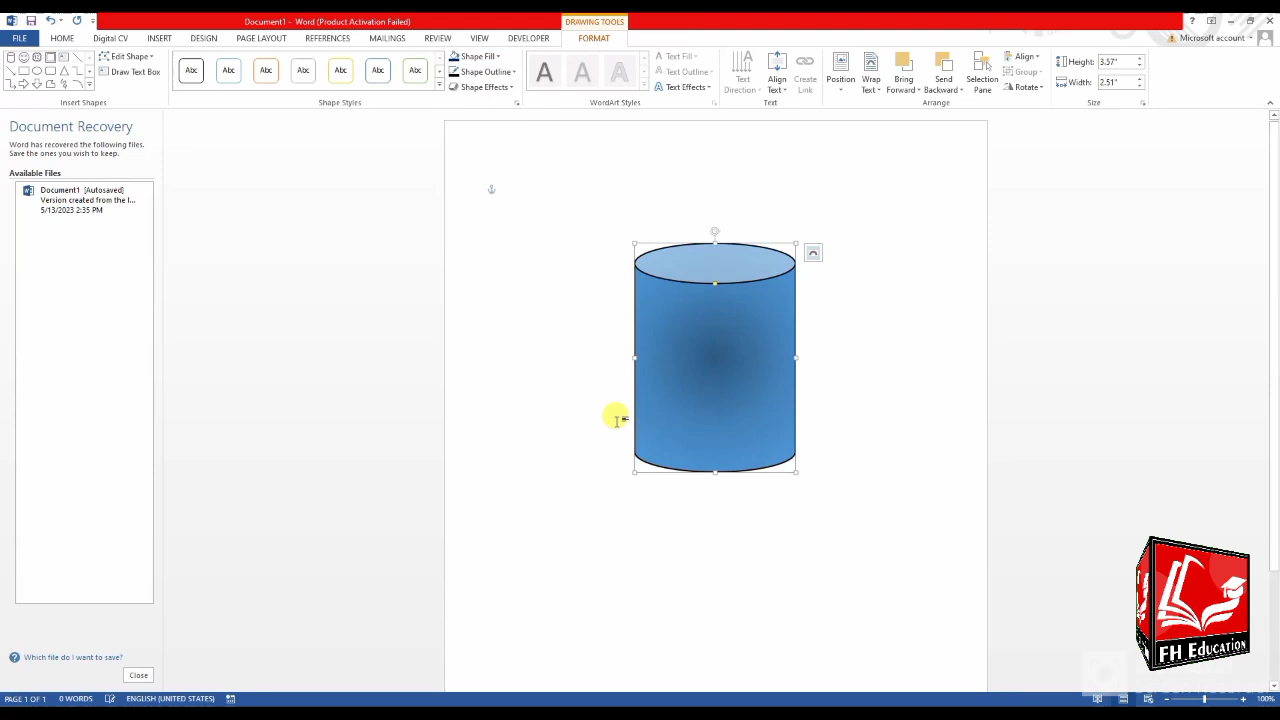 Document1 - Word (Product Activation Failed)
DRAWING TOOLS
FILE HOME Digital CV INSERT DESIGN PAGE LAYOUT REFERENCES MAILINGS REVIEW VIEW DEVELOPER FORMAT Microsoft account
Edit Shape
Draw Text Box
Insert Shapes
Abc Abc Abc Abc Abc Abc Abc
Shape Styles
Shape Fill
Shape Outline
Shape Effects
A A A
WordArt Styles
Text Fill
Text Outline
Text Effects
Text Direction
Align Text
Create Link
Text
Position
Wrap Text
Bring Forward
Send Backward
Selection Pane
Align
Group
Rotate
Arrange
Height: 3.57"
Width: 2.51"
Size
Document Recovery
Word has recovered the following files.
Save the ones you wish to keep.
Available Files
Document1 [Autosaved]
Version created from the l...
5/13/2023 2:35 PM
Which file do I want to save?
Close
FH Education
PAGE 1 OF 1 0 WORDS ENGLISH (UNITED STATES) 100%